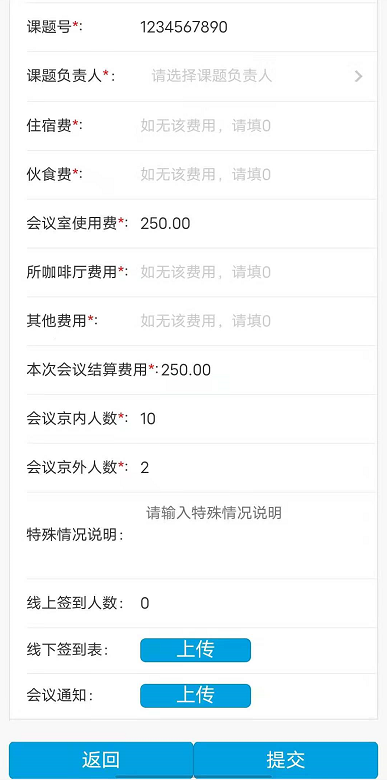 课题号*: 1234567890
课题负责人*: 请选择课题负责人
住宿费*: 如无该费用，请填0
伙食费*: 如无该费用，请填0
会议室使用费*: 250.00
所咖啡厅费用*: 如无该费用，请填0
其他费用*: 如无该费用，请填0
本次会议结算费用*:250.00
会议京内人数*: 10
会议京外人数*: 2
请输入特殊情况说明
特殊情况说明:
线上签到人数: 0
线下签到表: 上传
会议通知: 上传
返回 提交